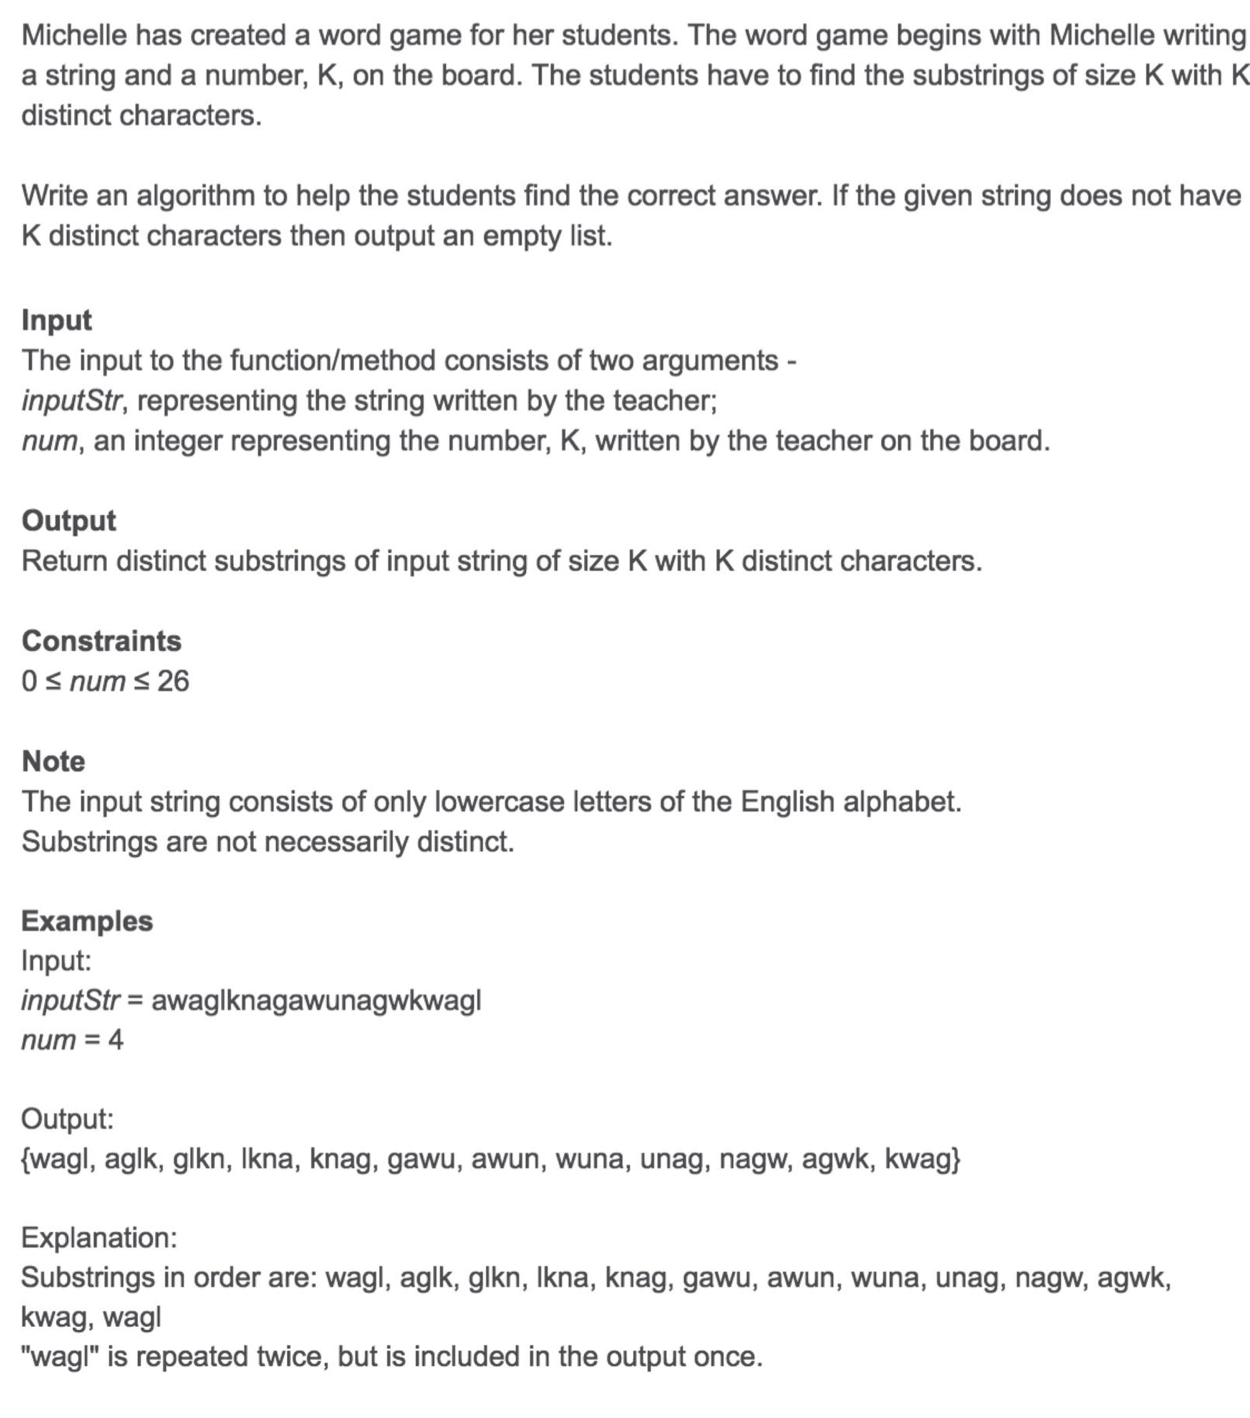 Michelle has created a word game for her students. The word game begins with Michelle writing
a string and a number, K, on the board. The students have to find the substrings of size K with K
distinct characters.
Write an algorithm to help the students find the correct answer. If the given string does not have
K distinct characters then output an empty list.
Input
The input to the function/method consists of two arguments -
inputStr, representing the string written by the teacher;
num, an integer representing the number, K, written by the teacher on the board.
Output
Return distinct substrings of input string of size K with K distinct characters.
Constraints
0 ≤ num ≤ 26
Note
The input string consists of only lowercase letters of the English alphabet.
Substrings are not necessarily distinct.
Examples
Input:
inputStr = awaglknagawunagwkwagl
num = 4
Output:
{wagl, aglk, glkn, lkna, knag, gawu, awun, wuna, unag, nagw, agwk, kwag}
Explanation:
Substrings in order are: wagl, aglk, glkn, lkna, knag, gawu, awun, wuna, unag, nagw, agwk,
kwag, wagl
"wagl" is repeated twice, but is included in the output once.